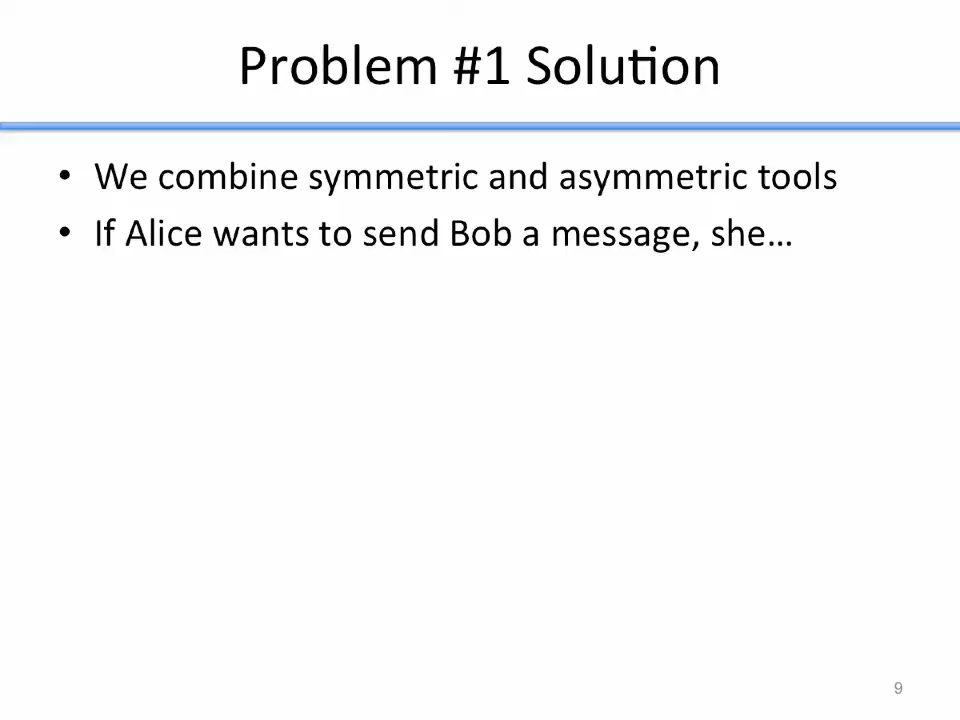 Problem #1 Solution
• We combine symmetric and asymmetric tools
• If Alice wants to send Bob a message, she…
9